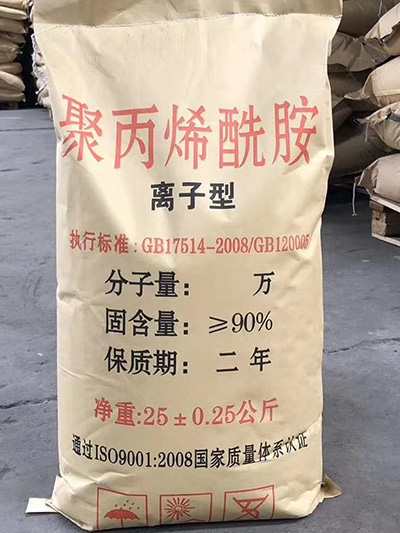 聚丙烯酰胺
离子型
执行标准:GB17514-2008/GB120005
分子量: 万
固含量: ≥90%
保质期: 二年
净重:25±0.25公斤
通过ISO9001:2008国家质量体系认证